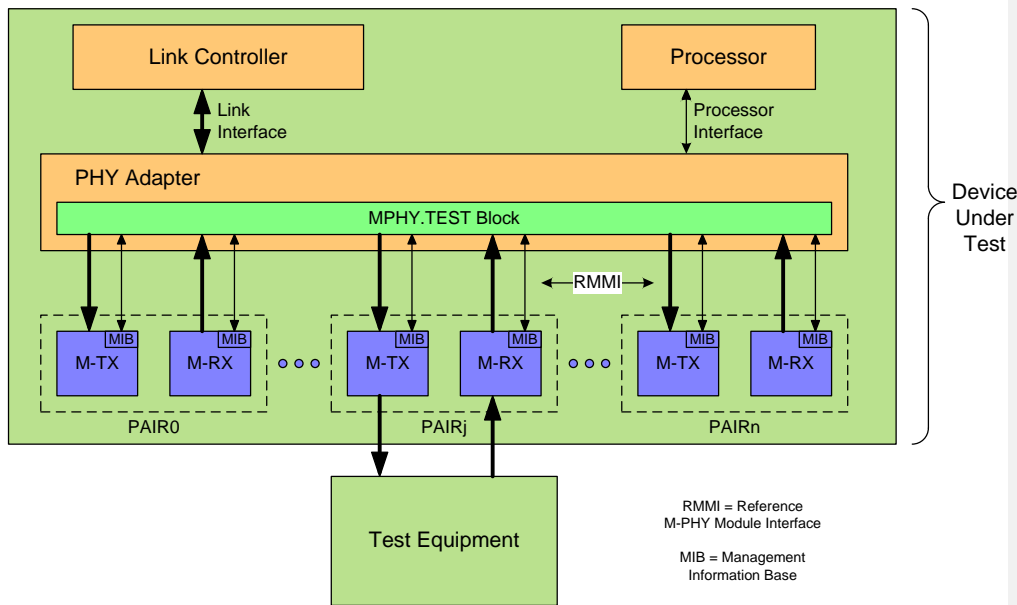 Link Controller
Processor
Link
Interface
Processor
Interface
PHY Adapter
MPHY.TEST Block
Device
Under
Test
RMMI
MIB
M-TX
MIB
M-RX
MIB
M-TX
MIB
M-RX
MIB
M-TX
MIB
M-RX
PAIR0
PAIRj
PAIRn
Test Equipment
RMMI = Reference
M-PHY Module Interface
MIB = Management
Information Base